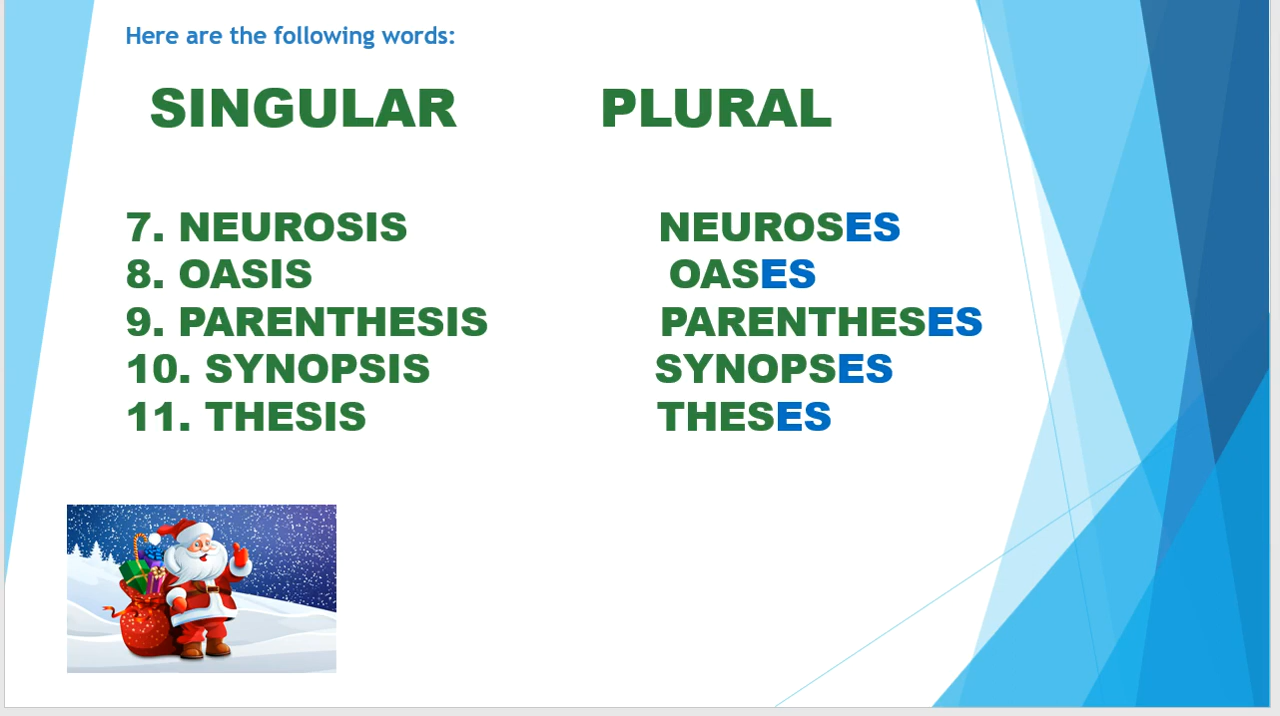 Here are the following words:
SINGULAR PLURAL
7. NEUROSIS NEUROSES
8. OASIS OASES
9. PARENTHESIS PARENTHESES
10. SYNOPSIS SYNOPSES
11. THESIS THESES